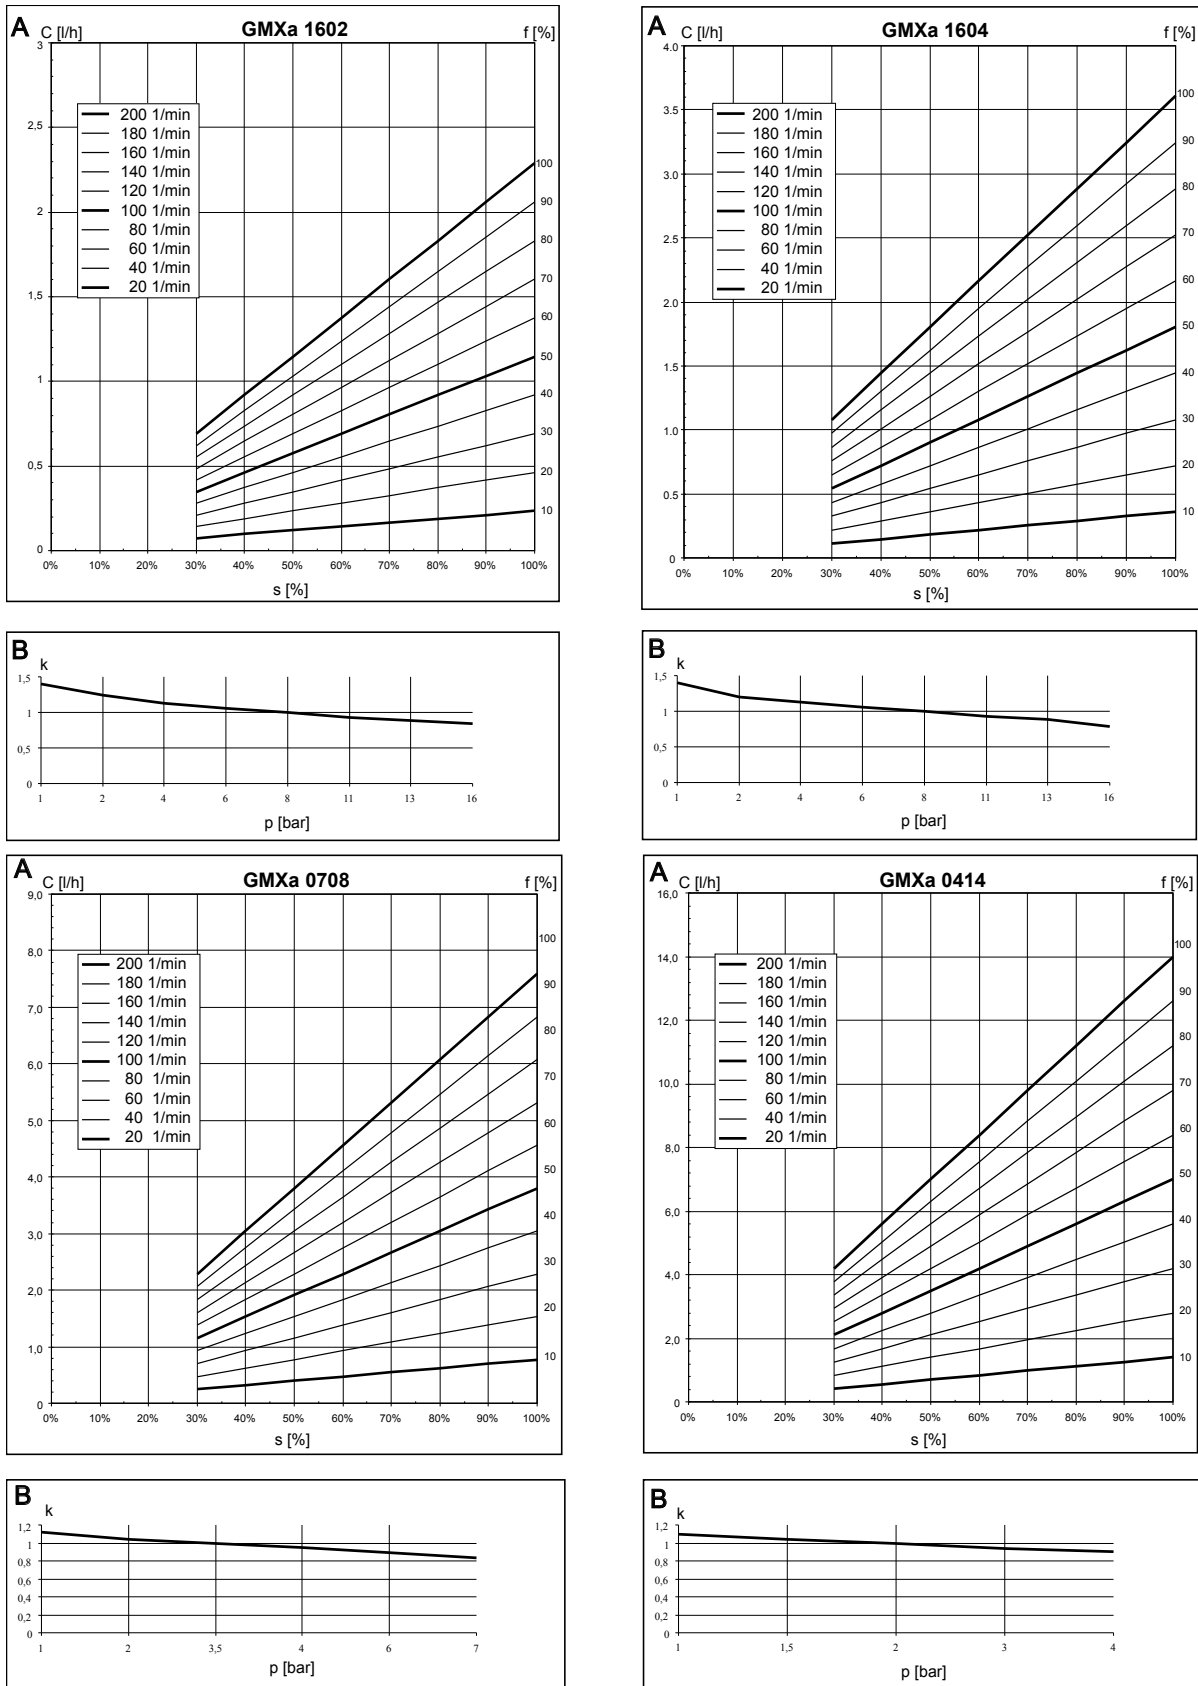 A C [l/h] GMXa 1602 f [%]
3
2,5
2
1,5
1
0,5
0
200 1/min
180 1/min
160 1/min
140 1/min
120 1/min
100 1/min
80 1/min
60 1/min
40 1/min
20 1/min
100
90
80
70
60
50
40
30
20
10
0% 10% 20% 30% 40% 50% 60% 70% 80% 90% 100%
s [%]
A C [l/h] GMXa 1604 f [%]
4.0
3.5
3.0
2.5
2.0
1.5
1.0
0.5
0
200 1/min
180 1/min
160 1/min
140 1/min
120 1/min
100 1/min
80 1/min
60 1/min
40 1/min
20 1/min
100
90
80
70
60
50
40
30
20
10
0% 10% 20% 30% 40% 50% 60% 70% 80% 90% 100%
s [%]
B
k
1,5
1
0,5
0
1 2 4 6 8 11 13 16
p [bar]
B
k
1,5
1
0,5
0
1 2 4 6 8 11 13 16
p [bar]
A C [l/h] GMXa 0708 f [%]
9,0
8,0
7,0
6,0
5,0
4,0
3,0
2,0
1,0
0
200 1/min
180 1/min
160 1/min
140 1/min
120 1/min
100 1/min
80 1/min
60 1/min
40 1/min
20 1/min
100
90
80
70
60
50
40
30
20
10
0% 10% 20% 30% 40% 50% 60% 70% 80% 90% 100%
s [%]
A C [l/h] GMXa 0414 f [%]
16,0
14,0
12,0
10,0
8,0
6,0
4,0
2,0
0
200 1/min
180 1/min
160 1/min
140 1/min
120 1/min
100 1/min
80 1/min
60 1/min
40 1/min
20 1/min
100
90
80
70
60
50
40
30
20
10
0% 10% 20% 30% 40% 50% 60% 70% 80% 90% 100%
s [%]
B
k
1,2
1
0,8
0,6
0,4
0,2
0
1 2 3,5 4 6 7
p [bar]
B
k
1,2
1
0,8
0,6
0,4
0,2
0
1 1,5 2 3 4
p [bar]